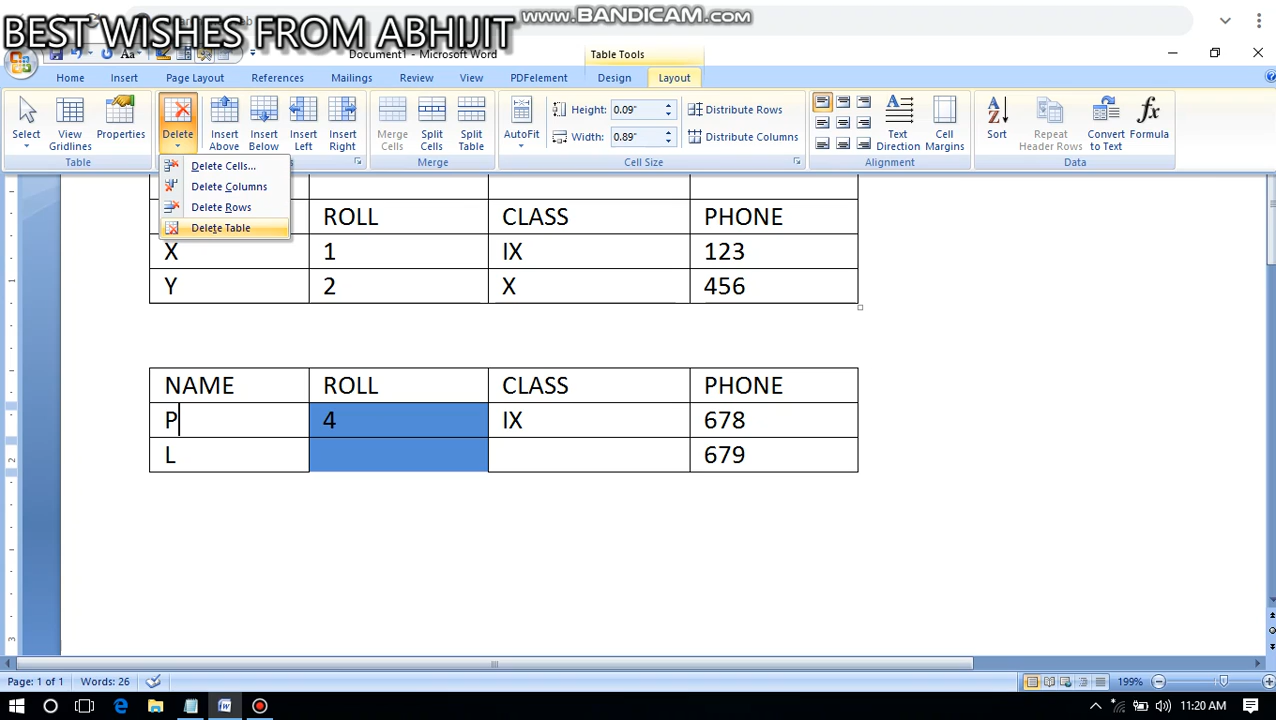 www.BANDICAM.com
BEST WISHES FROM ABHIJIT
Aa
Document1 - Microsoft Word
Table Tools
Home Insert Page Layout References Mailings Review View PDFelement Design Layout
Select View Gridlines Properties Delete Insert Above Insert Below Insert Left Insert Right Merge Cells Split Cells Split Table AutoFit Height: 0.09" Distribute Rows
Width: 0.89" Distribute Columns
Text Direction Cell Margins Sort Repeat Header Rows Convert to Text Formula
Table Merge Cell Size Alignment Data
Delete Cells...
Delete Columns
Delete Rows
Delete Table
ROLL CLASS PHONE
X 1 IX 123
Y 2 X 456
NAME ROLL CLASS PHONE
P 4 IX 678
L 679
Page: 1 of 1 Words: 26 199%
11:20 AM